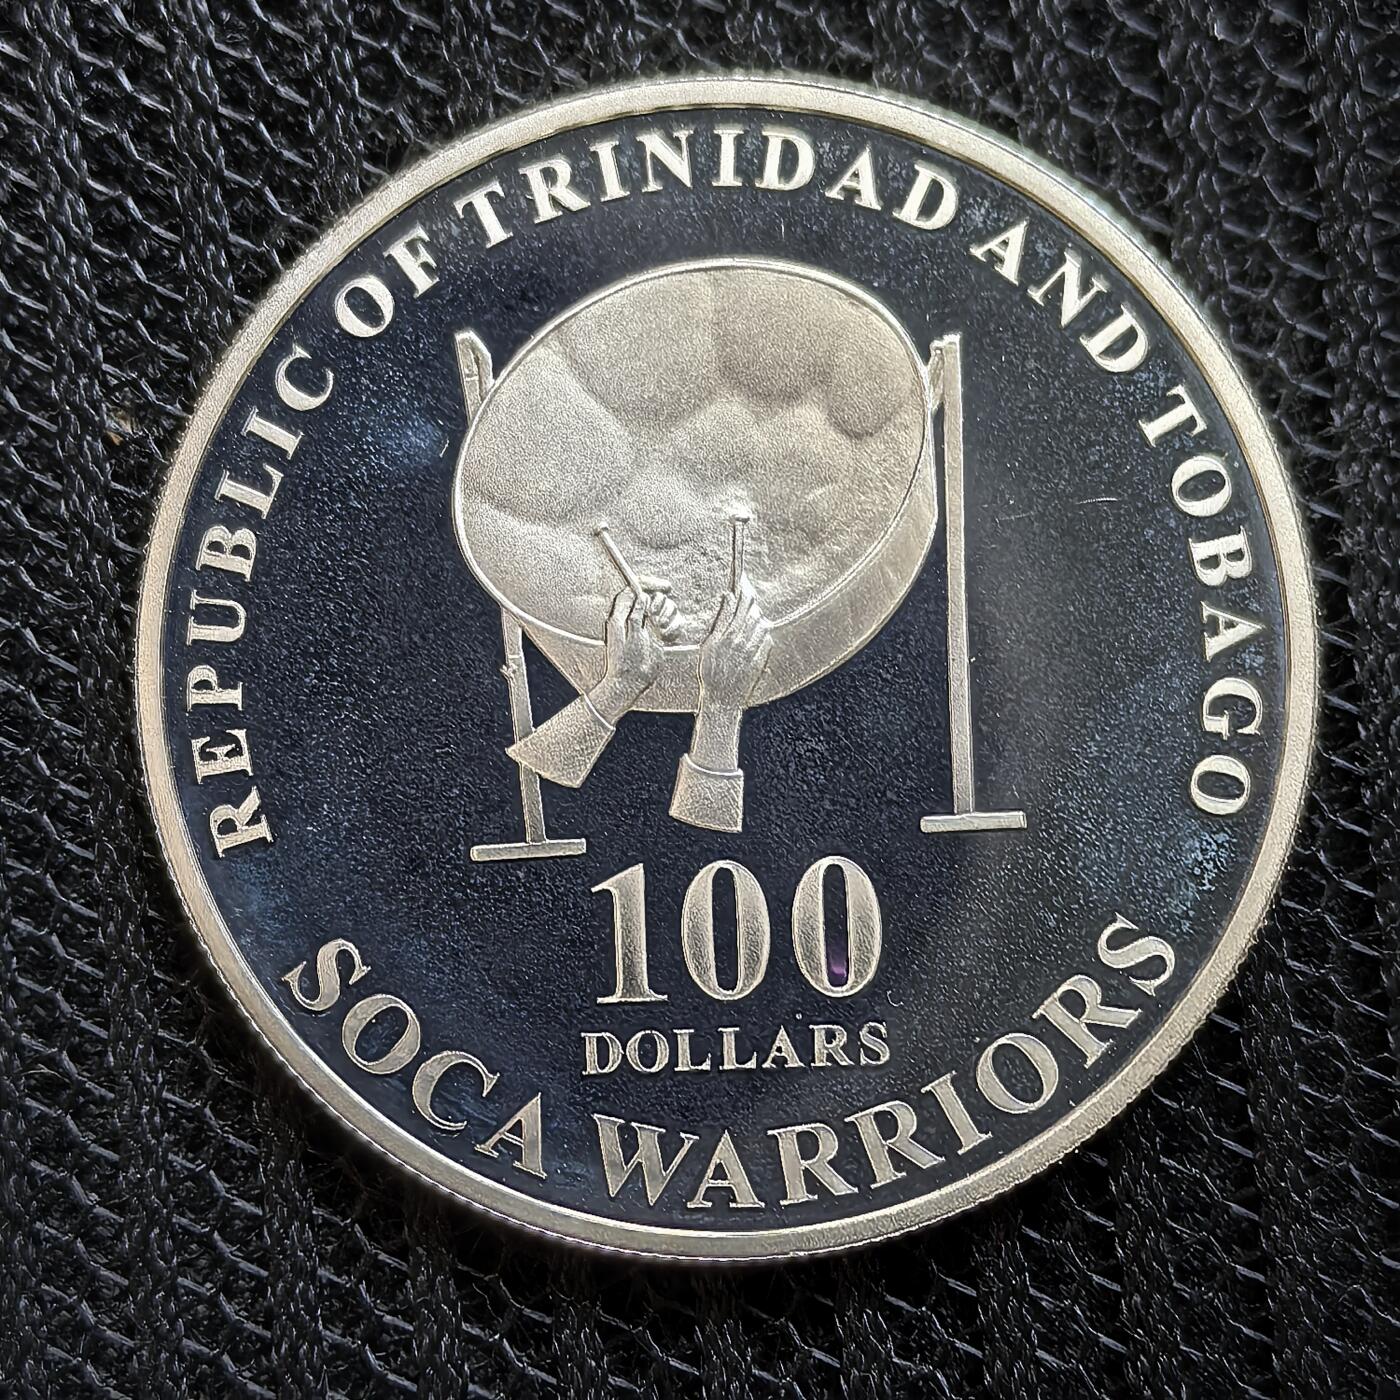 REPUBLIC OF TRINIDAD AND TOBAGO
100
DOLLARS
SOCA WARRIORS